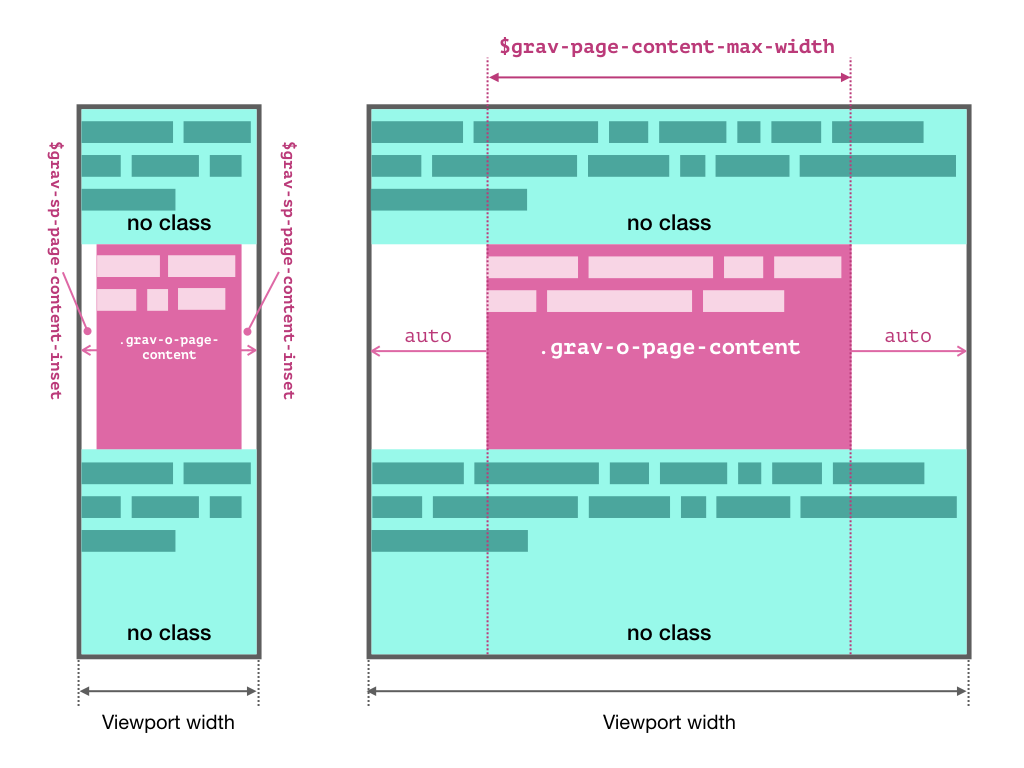 $grav-page-content-max-width
$grav-sp-page-content-inset
$grav-sp-page-content-inset
no class
.grav-o-page-
content
no class
Viewport width
no class
auto
.grav-o-page-content
auto
no class
Viewport width